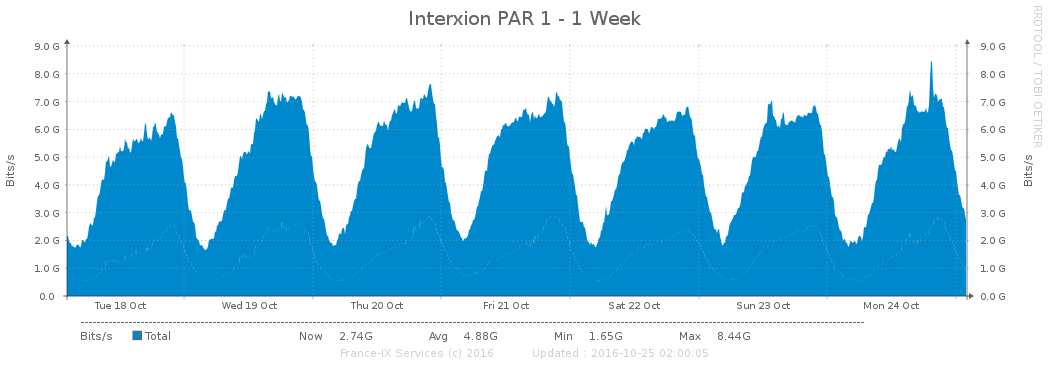 Interxion PAR 1 - 1 Week
RRDTOOL / TOBI OETIKER
Bits/s
9.0 G 9.0 G
8.0 G 8.0 G
7.0 G 7.0 G
6.0 G 6.0 G
5.0 G 5.0 G
4.0 G 4.0 G
3.0 G 3.0 G
2.0 G 2.0 G
1.0 G 1.0 G
0.0 0.0 G
Bits/s
Tue 18 Oct Wed 19 Oct Thu 20 Oct Fri 21 Oct Sat 22 Oct Sun 23 Oct Mon 24 Oct
Bits/s Total Now 2.74G Avg 4.88G Min 1.65G Max 8.44G
France-IX Services (c) 2016 Updated : 2016-10-25 02:00:05